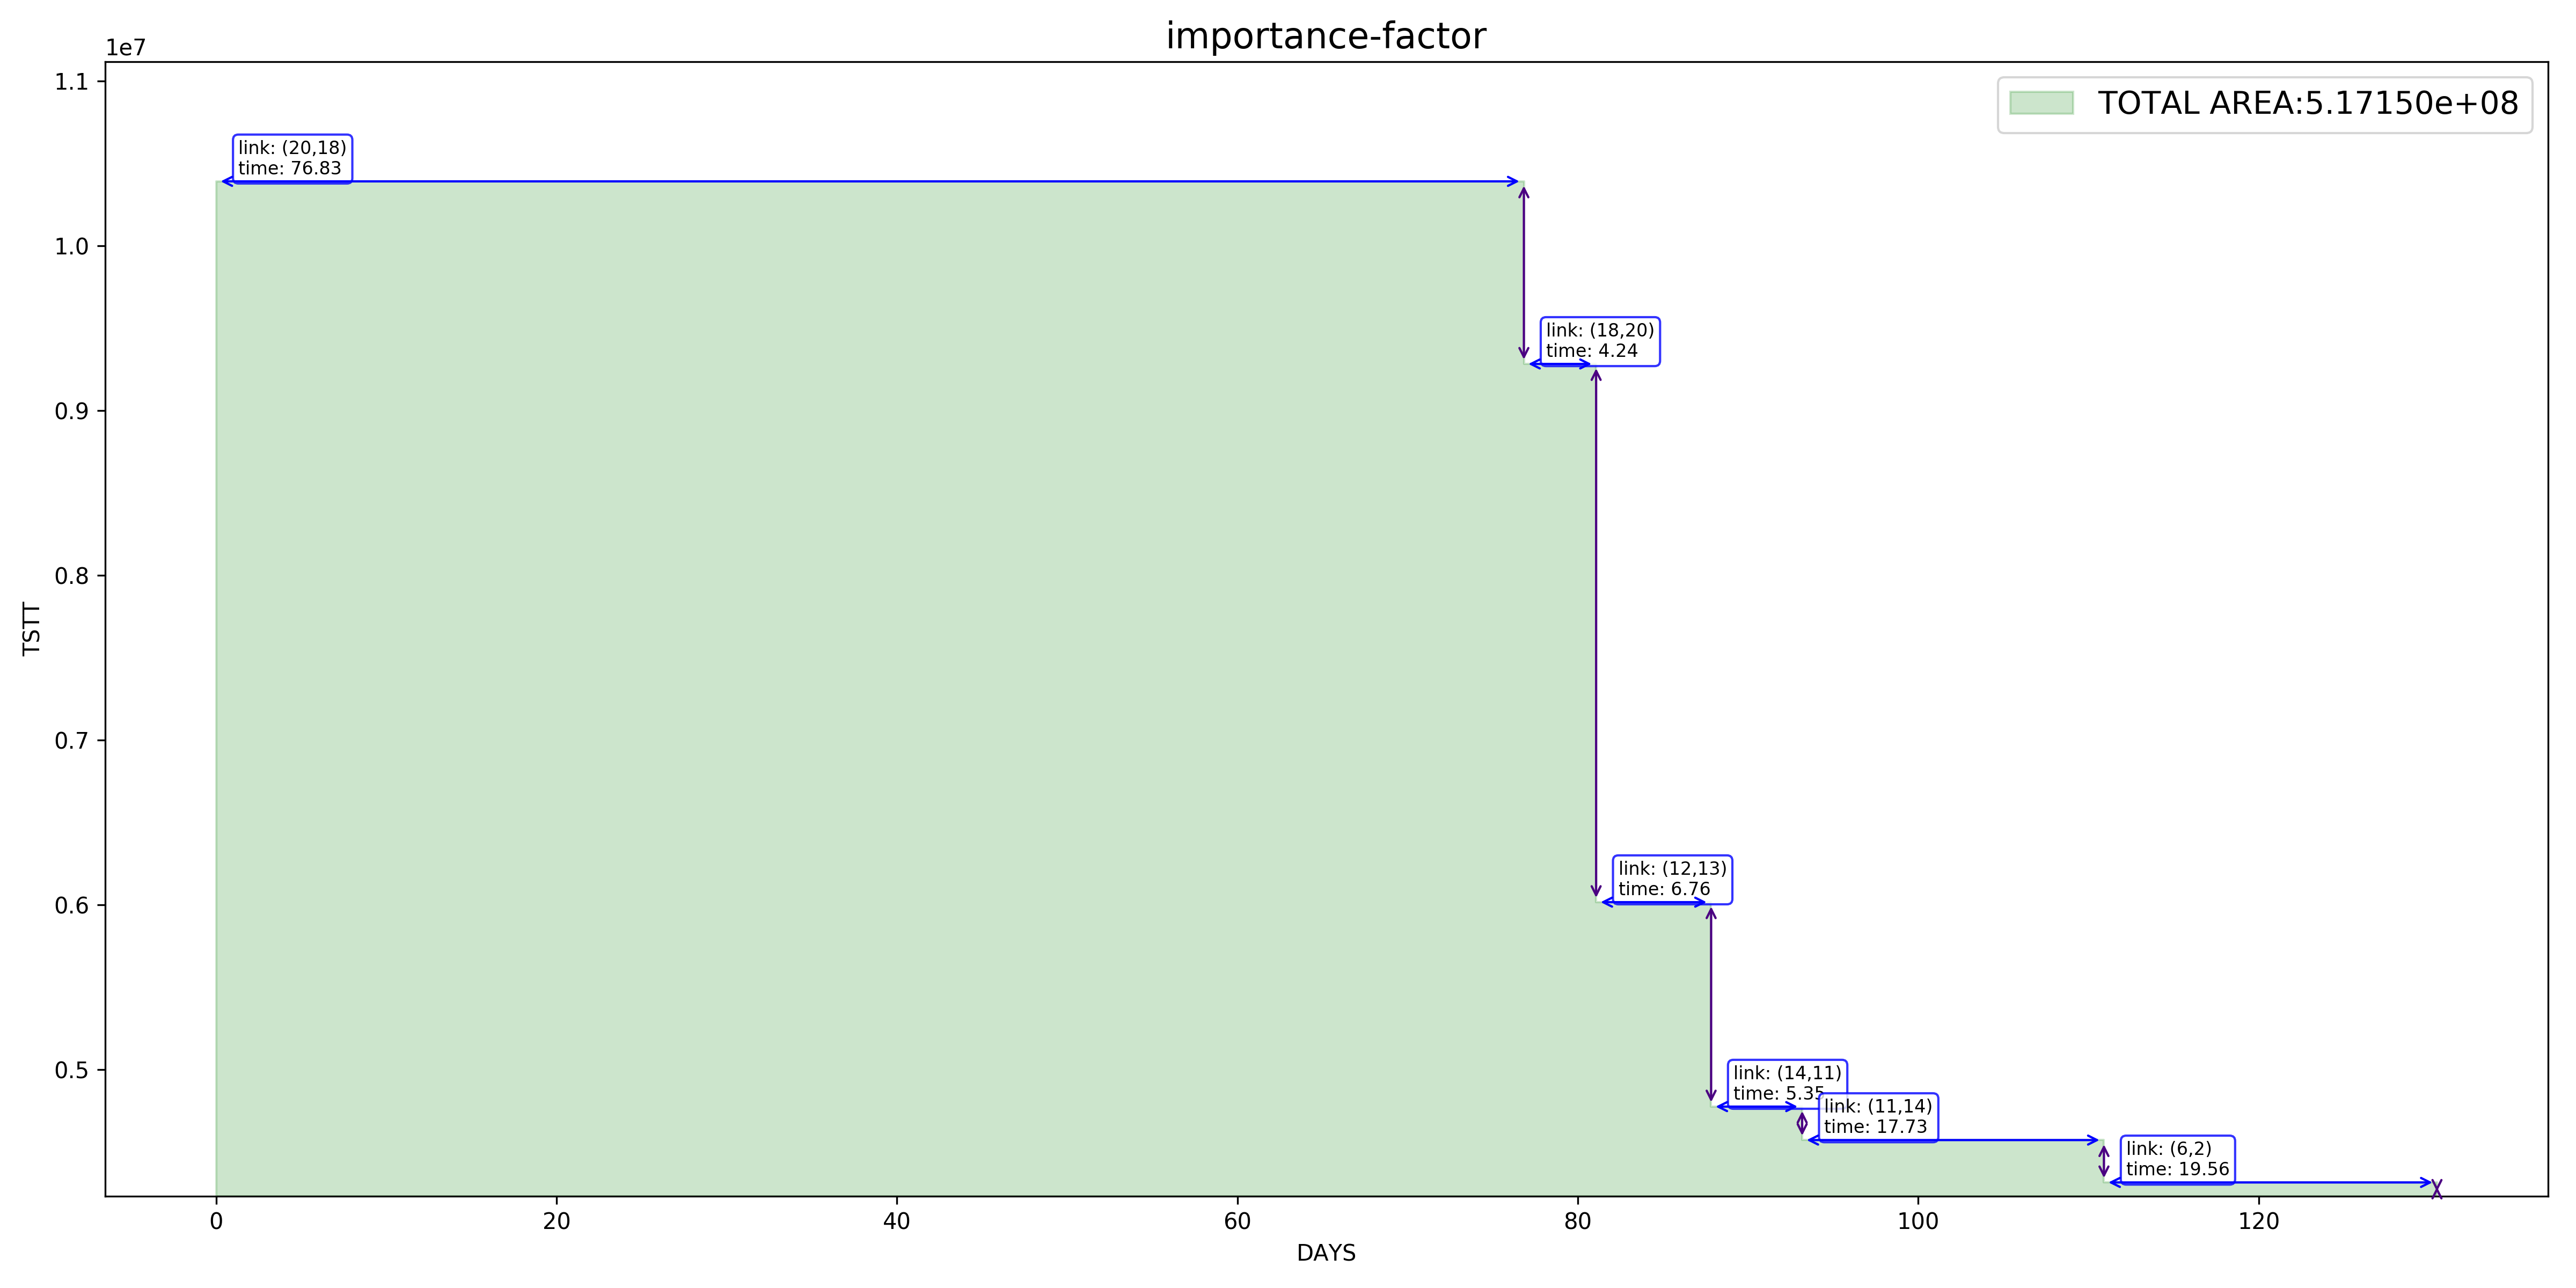 importance-factor
1e7
TOTAL AREA:5.17150e+08
1.1
1.0
0.9
0.8
0.7
0.6
0.5
TSTT
link: (20,18)
time: 76.83
link: (18,20)
time: 4.24
link: (12,13)
time: 6.76
link: (14,11)
time: 5.35
link: (11,14)
time: 17.73
link: (6,2)
time: 19.56
0 20 40 60 80 100 120
DAYS